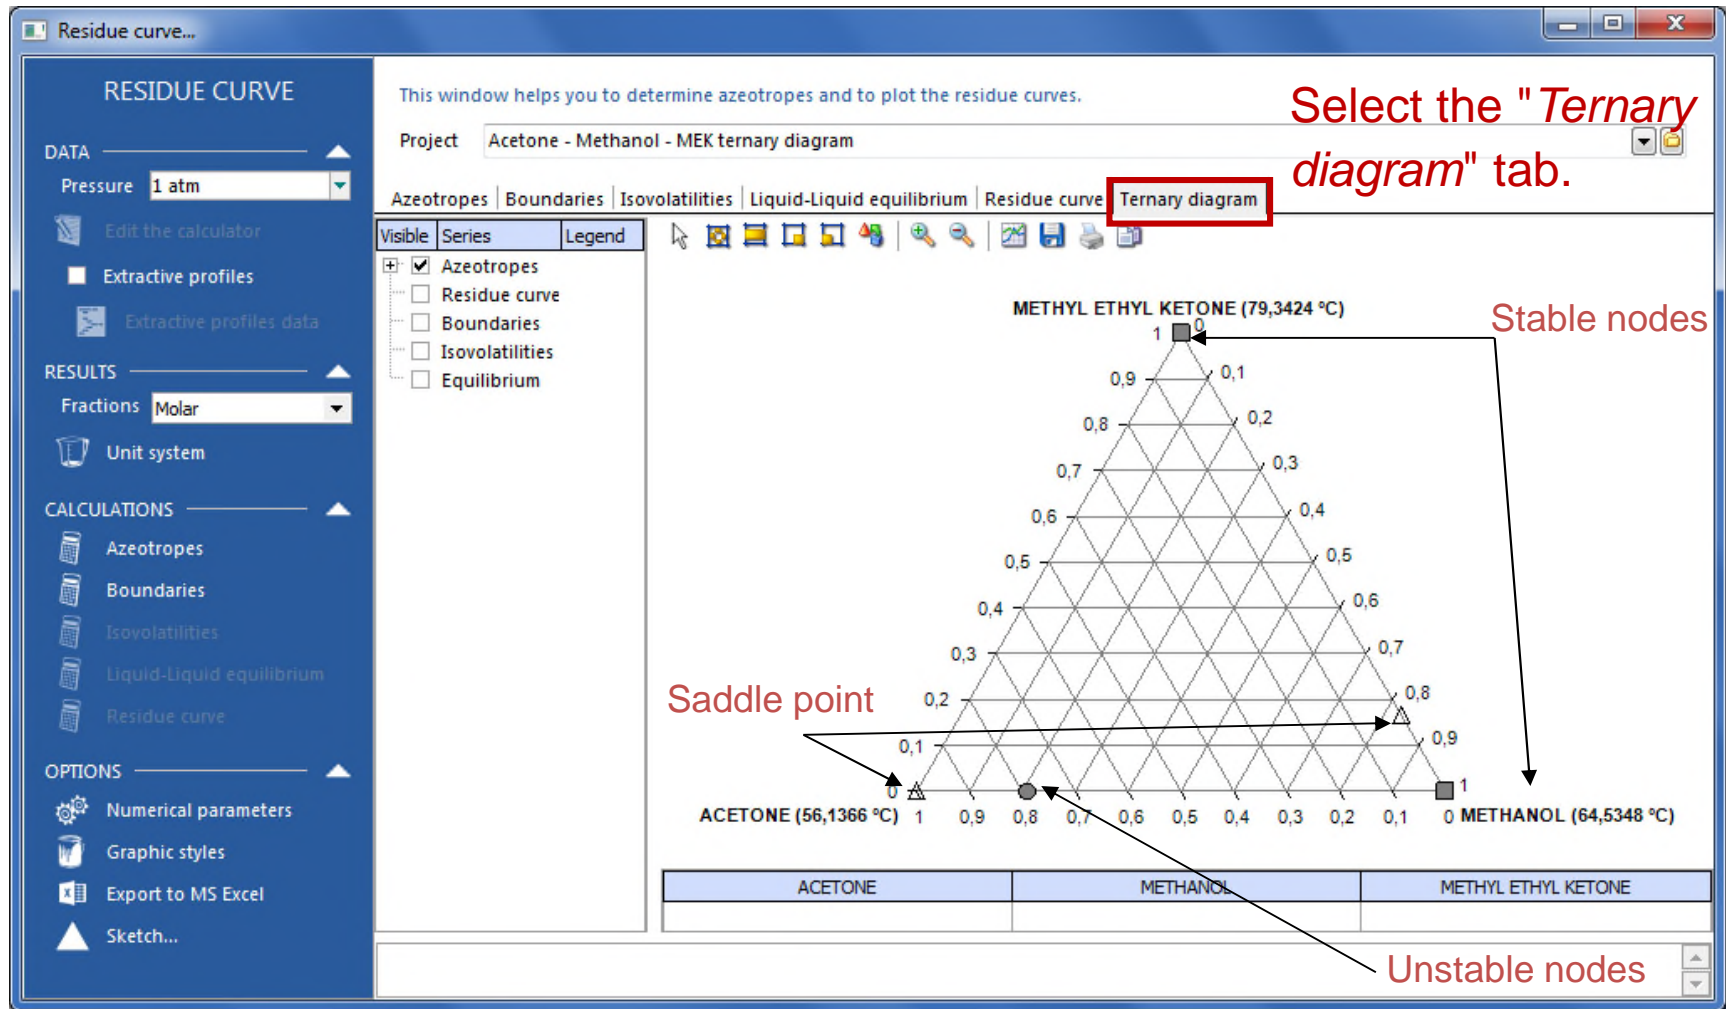 Residue curve...
RESIDUE CURVE
DATA
Pressure 1 atm
Edit the calculator
Extractive profiles
Extractive profiles data
RESULTS
Fractions Molar
Unit system
CALCULATIONS
Azeotropes
Boundaries
Isovolatilities
Liquid-Liquid equilibrium
Residue curve
OPTIONS
Numerical parameters
Graphic styles
Export to MS Excel
Sketch...
This window helps you to determine azeotropes and to plot the residue curves.
Project Acetone - Methanol - MEK ternary diagram
Select the "Ternary
diagram" tab.
Azeotropes Boundaries Isovolatilities Liquid-Liquid equilibrium Residue curve Ternary diagram
Visible Series Legend
Azeotropes
Residue curve
Boundaries
Isovolatilities
Equilibrium
METHYL ETHYL KETONE (79,3424 ºC)
Stable nodes
1 0
0,9 0,1
0,8 0,2
0,7 0,3
0,6 0,4
0,5 0,5
0,4 0,6
0,3 0,7
Saddle point
0,2 0,8
0,1 0,9
0 1
ACETONE (56,1366 ºC) 1 0,9 0,8 0,7 0,6 0,5 0,4 0,3 0,2 0,1 0 METHANOL (64,5348 ºC)
ACETONE METHANOL METHYL ETHYL KETONE
Unstable nodes